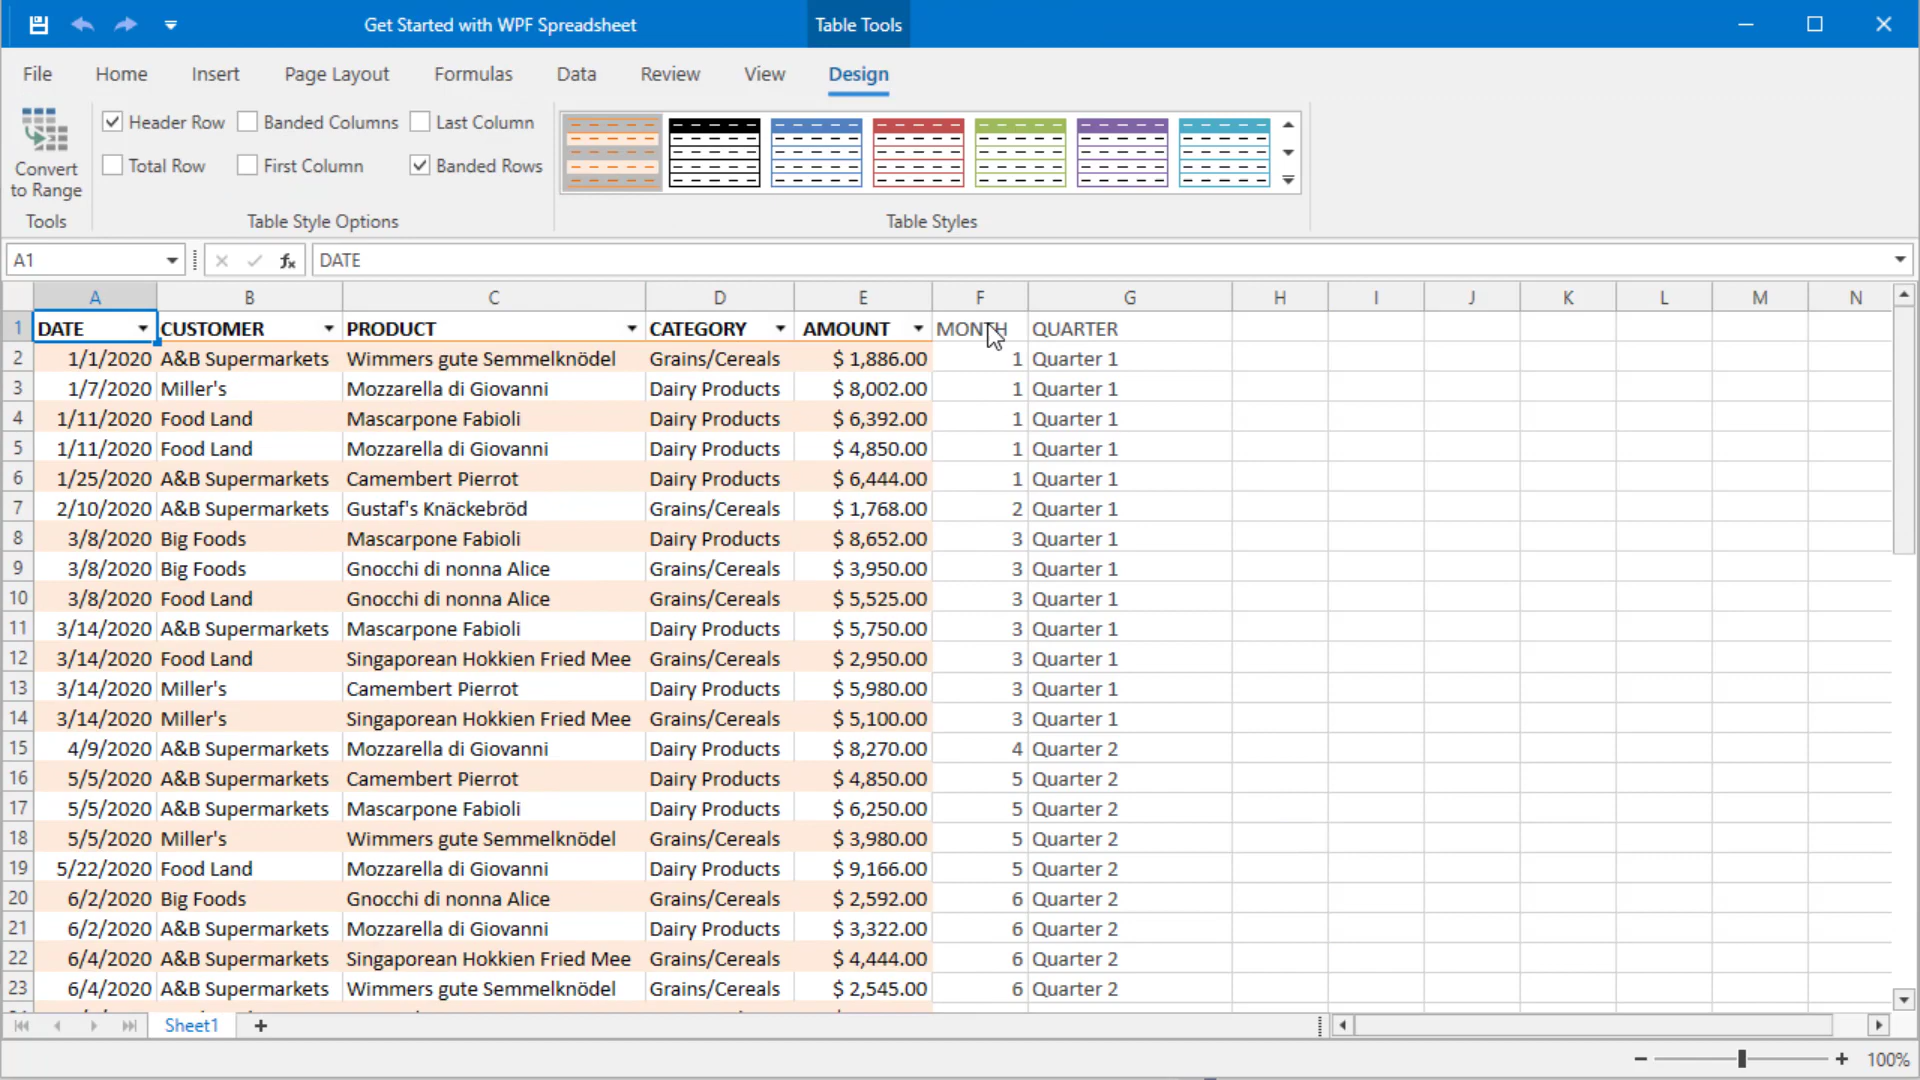 Get Started with WPF Spreadsheet
Table Tools
File Home Insert Page Layout Formulas Data Review View Design
Convert to Range
Header Row Banded Columns Last Column
Total Row First Column Banded Rows
Tools Table Style Options Table Styles
A1 fx DATE
A B C D E F G H I J K L M N
1 DATE CUSTOMER PRODUCT CATEGORY AMOUNT MONTH QUARTER
2 1/1/2020 A&B Supermarkets Wimmers gute Semmelknödel Grains/Cereals $ 1,886.00 1 Quarter 1
3 1/7/2020 Miller's Mozzarella di Giovanni Dairy Products $ 8,002.00 1 Quarter 1
4 1/11/2020 Food Land Mascarpone Fabioli Dairy Products $ 6,392.00 1 Quarter 1
5 1/11/2020 Food Land Mozzarella di Giovanni Dairy Products $ 4,850.00 1 Quarter 1
6 1/25/2020 A&B Supermarkets Camembert Pierrot Dairy Products $ 6,444.00 1 Quarter 1
7 2/10/2020 A&B Supermarkets Gustaf's Knäckebröd Grains/Cereals $ 1,768.00 2 Quarter 1
8 3/8/2020 Big Foods Mascarpone Fabioli Dairy Products $ 8,652.00 3 Quarter 1
9 3/8/2020 Big Foods Gnocchi di nonna Alice Grains/Cereals $ 3,950.00 3 Quarter 1
10 3/8/2020 Food Land Gnocchi di nonna Alice Grains/Cereals $ 5,525.00 3 Quarter 1
11 3/14/2020 A&B Supermarkets Mascarpone Fabioli Dairy Products $ 5,750.00 3 Quarter 1
12 3/14/2020 Food Land Singaporean Hokkien Fried Mee Grains/Cereals $ 2,950.00 3 Quarter 1
13 3/14/2020 Miller's Camembert Pierrot Dairy Products $ 5,980.00 3 Quarter 1
14 3/14/2020 Miller's Singaporean Hokkien Fried Mee Grains/Cereals $ 5,100.00 3 Quarter 1
15 4/9/2020 A&B Supermarkets Mozzarella di Giovanni Dairy Products $ 8,270.00 4 Quarter 2
16 5/5/2020 A&B Supermarkets Camembert Pierrot Dairy Products $ 4,850.00 5 Quarter 2
17 5/5/2020 A&B Supermarkets Mascarpone Fabioli Dairy Products $ 6,250.00 5 Quarter 2
18 5/5/2020 Miller's Wimmers gute Semmelknödel Grains/Cereals $ 3,980.00 5 Quarter 2
19 5/22/2020 Food Land Mozzarella di Giovanni Dairy Products $ 9,166.00 5 Quarter 2
20 6/2/2020 Big Foods Gnocchi di nonna Alice Grains/Cereals $ 2,592.00 6 Quarter 2
21 6/2/2020 A&B Supermarkets Mozzarella di Giovanni Dairy Products $ 3,322.00 6 Quarter 2
22 6/4/2020 A&B Supermarkets Singaporean Hokkien Fried Mee Grains/Cereals $ 4,444.00 6 Quarter 2
23 6/4/2020 A&B Supermarkets Wimmers gute Semmelknödel Grains/Cereals $ 2,545.00 6 Quarter 2
Sheet1
100%